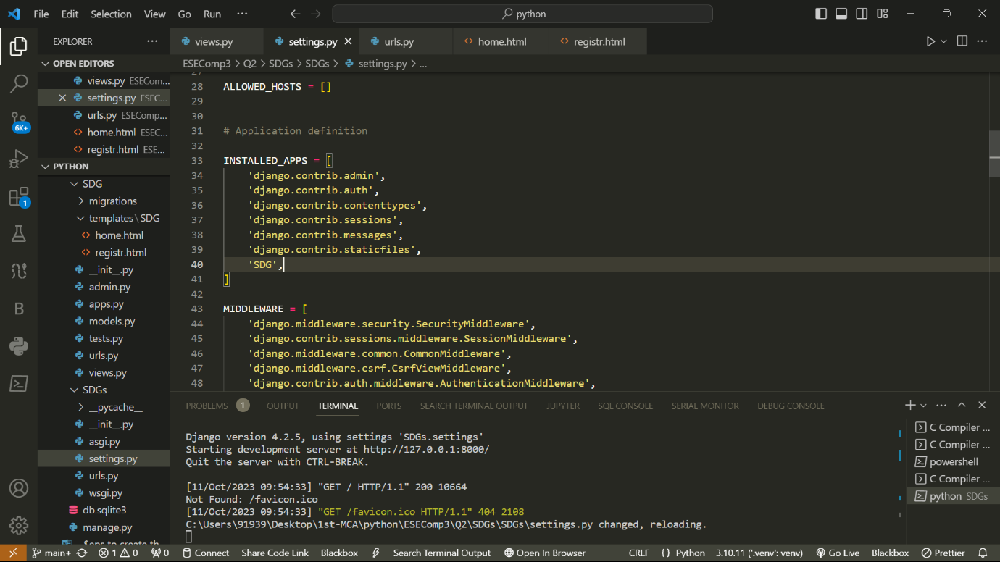 File Edit Selection View Go Run ··· python
EXPLORER ···
OPEN EDITORS
views.py ESECom...
settings.py ESEC...
urls.py ESEComp...
home.html ESEC...
registr.html ESE...
PYTHON
SDG
migrations
templates\SDG
home.html
registr.html
__init__.py
admin.py
apps.py
models.py
tests.py
urls.py
views.py
SDGs
__pycache__
__init__.py
asgi.py
settings.py
urls.py
wsgi.py
db.sqlite3
manage.py
6K+
1
B
views.py settings.py urls.py home.html registr.html
ESEComp3 > Q2 > SDGs > SDGs > settings.py > ...
27
28 ALLOWED_HOSTS = []
29
30
31 # Application definition
32
33 INSTALLED_APPS = [
34 'django.contrib.admin',
35 'django.contrib.auth',
36 'django.contrib.contenttypes',
37 'django.contrib.sessions',
38 'django.contrib.messages',
39 'django.contrib.staticfiles',
40 'SDG',
41 ]
42
43 MIDDLEWARE = [
44 'django.middleware.security.SecurityMiddleware',
45 'django.contrib.sessions.middleware.SessionMiddleware',
46 'django.middleware.common.CommonMiddleware',
47 'django.middleware.csrf.CsrfViewMiddleware',
48 'django.contrib.auth.middleware.AuthenticationMiddleware',
PROBLEMS 1 OUTPUT TERMINAL PORTS SEARCH TERMINAL OUTPUT JUPYTER SQL CONSOLE SERIAL MONITOR DEBUG CONSOLE
Django version 4.2.5, using settings 'SDGs.settings'
Starting development server at http://127.0.0.1:8000/
Quit the server with CTRL-BREAK.
[11/Oct/2023 09:54:33] "GET / HTTP/1.1" 200 10664
Not Found: /favicon.ico
[11/Oct/2023 09:54:33] "GET /favicon.ico HTTP/1.1" 404 2108
C:\Users\91939\Desktop\1st-MCA\python\ESEComp3\Q2\SDGs\SDGs\settings.py changed, reloading.
C Compiler ...
C Compiler ...
powershell
C Compiler ...
python SDGs
main+ 1 0 0 Connect Share Code Link Blackbox Search Terminal Output Open In Browser CRLF {} Python 3.10.11 ('.venv': venv) Go Live Blackbox Prettier